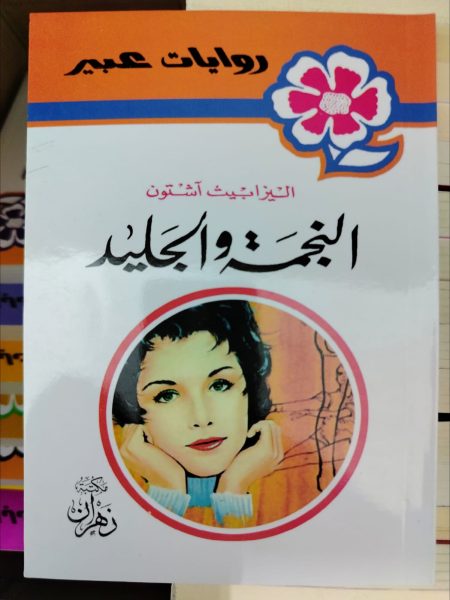 روايات عبير
اليزابيث آشتون
النجمة والجليد
مكتبة
زهران